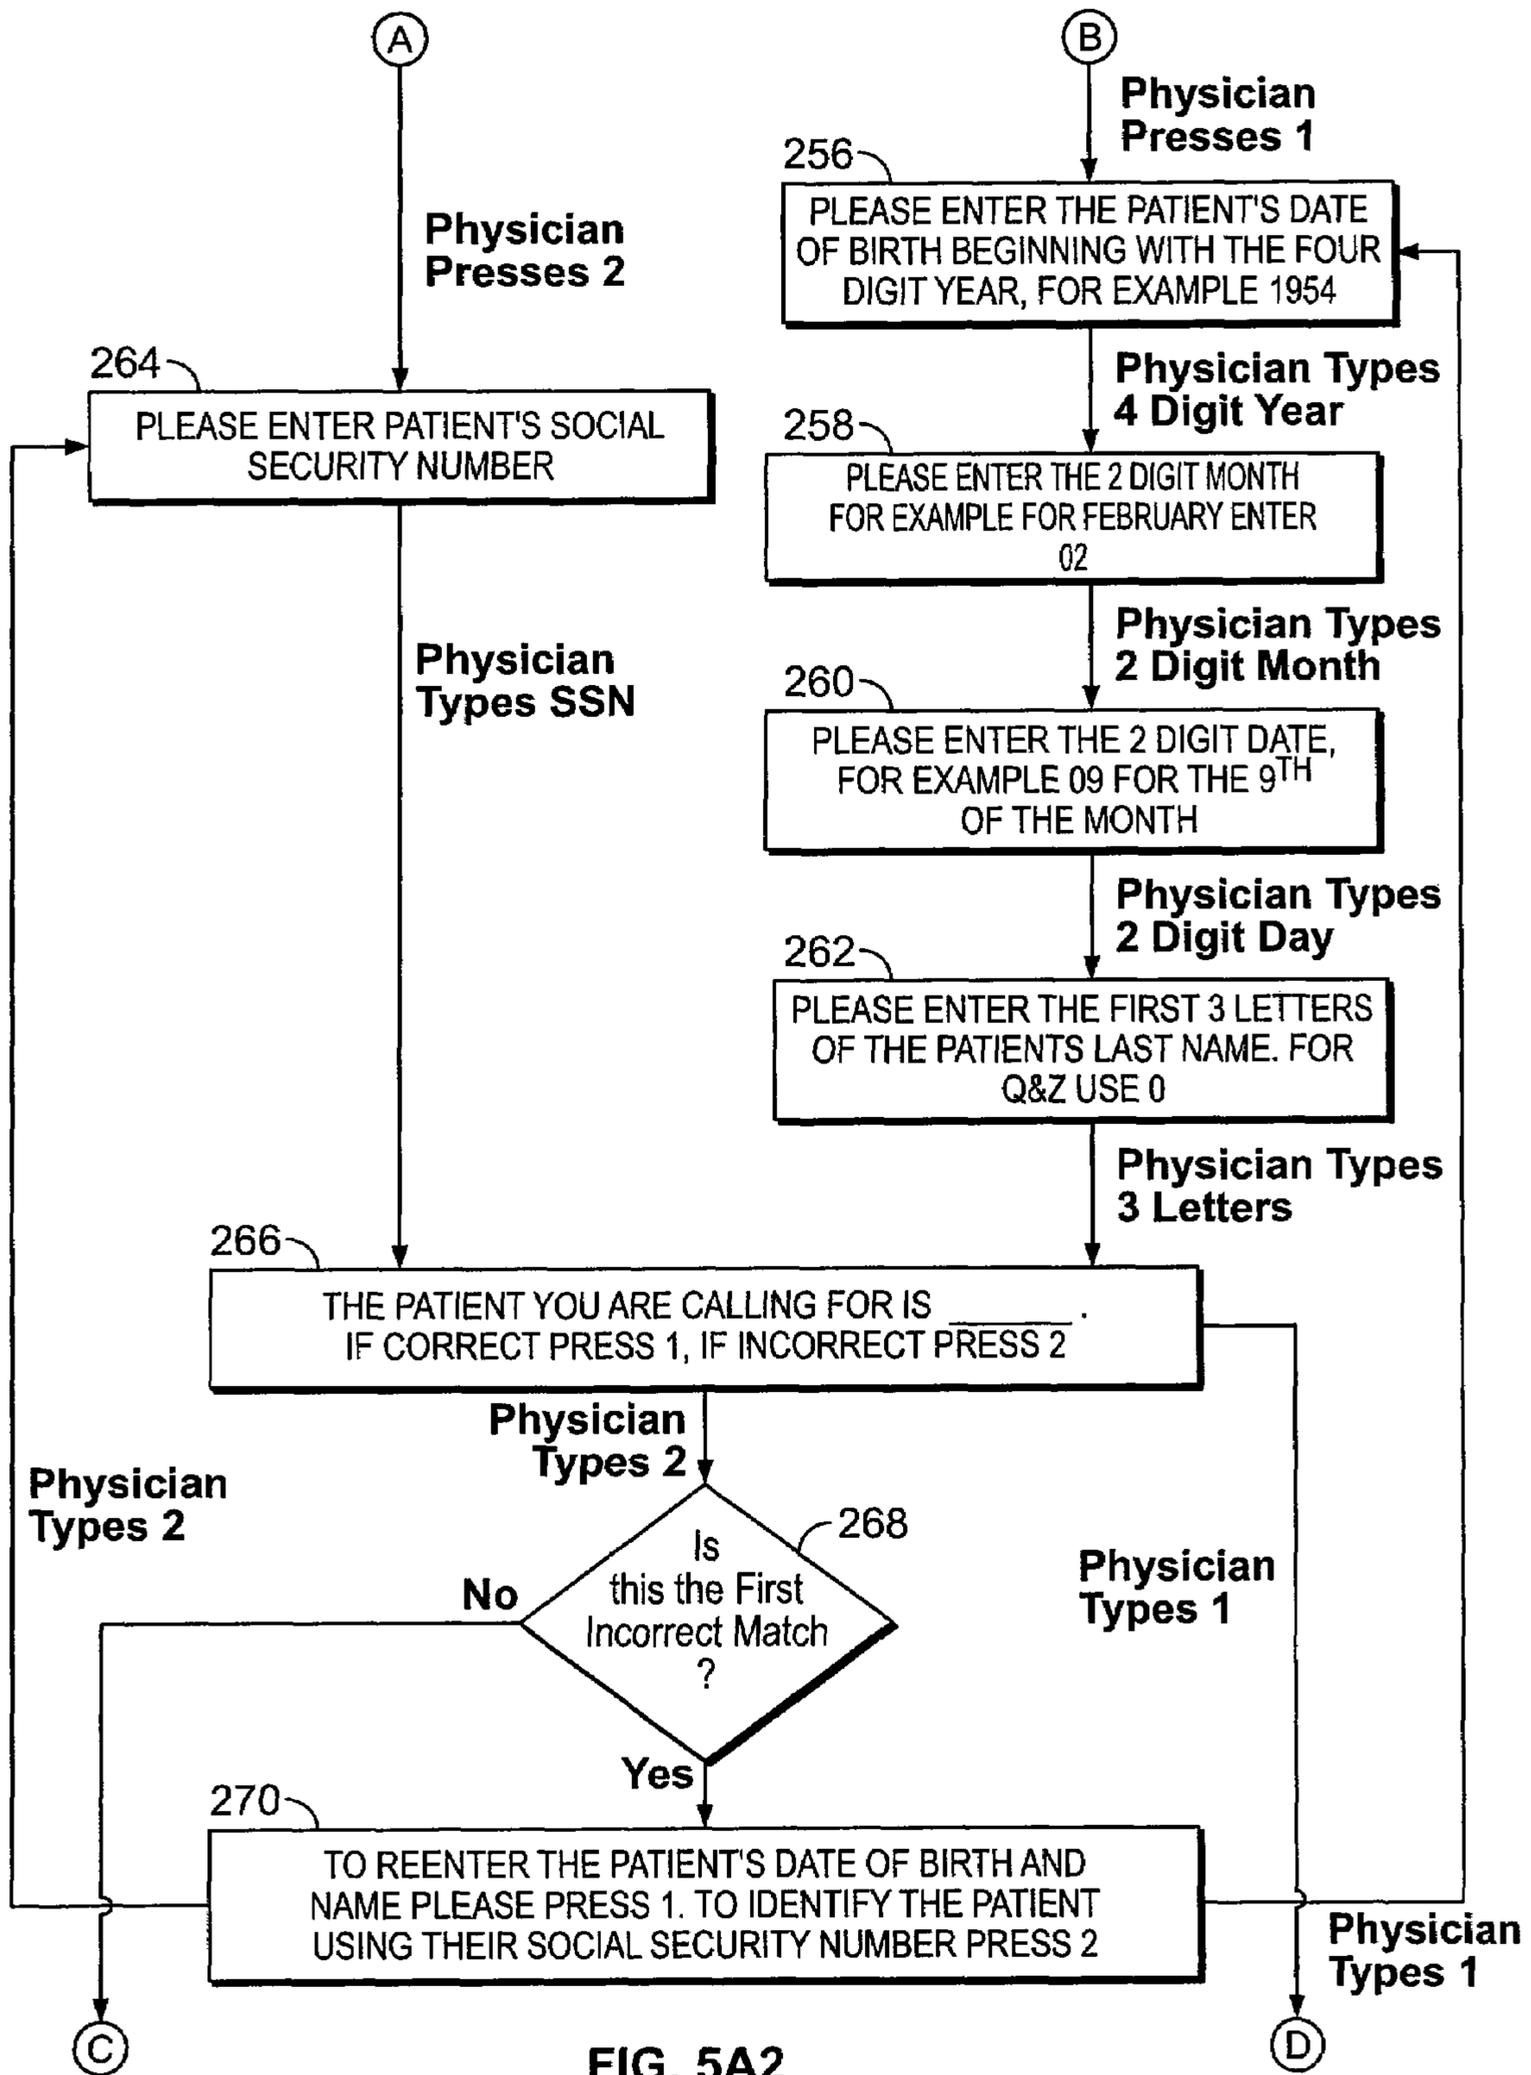 A
B
Physician
Presses 1
256
PLEASE ENTER THE PATIENT'S DATE
OF BIRTH BEGINNING WITH THE FOUR
DIGIT YEAR, FOR EXAMPLE 1954
Physician
Presses 2
264
PLEASE ENTER PATIENT'S SOCIAL
SECURITY NUMBER
Physician Types
4 Digit Year
258
PLEASE ENTER THE 2 DIGIT MONTH
FOR EXAMPLE FOR FEBRUARY ENTER
02
Physician
Types SSN
Physician Types
2 Digit Month
260
PLEASE ENTER THE 2 DIGIT DATE,
FOR EXAMPLE 09 FOR THE 9TH
OF THE MONTH
Physician Types
2 Digit Day
262
PLEASE ENTER THE FIRST 3 LETTERS
OF THE PATIENTS LAST NAME. FOR
Q&Z USE 0
Physician Types
3 Letters
266
THE PATIENT YOU ARE CALLING FOR IS ______ .
IF CORRECT PRESS 1, IF INCORRECT PRESS 2
Physician
Types 2
Physician
Types 2
268
Is
this the First
Incorrect Match
?
No
Physician
Types 1
Yes
270
TO REENTER THE PATIENT'S DATE OF BIRTH AND
NAME PLEASE PRESS 1. TO IDENTIFY THE PATIENT
USING THEIR SOCIAL SECURITY NUMBER PRESS 2
Physician
Types 1
C
D
FIG. 5A2